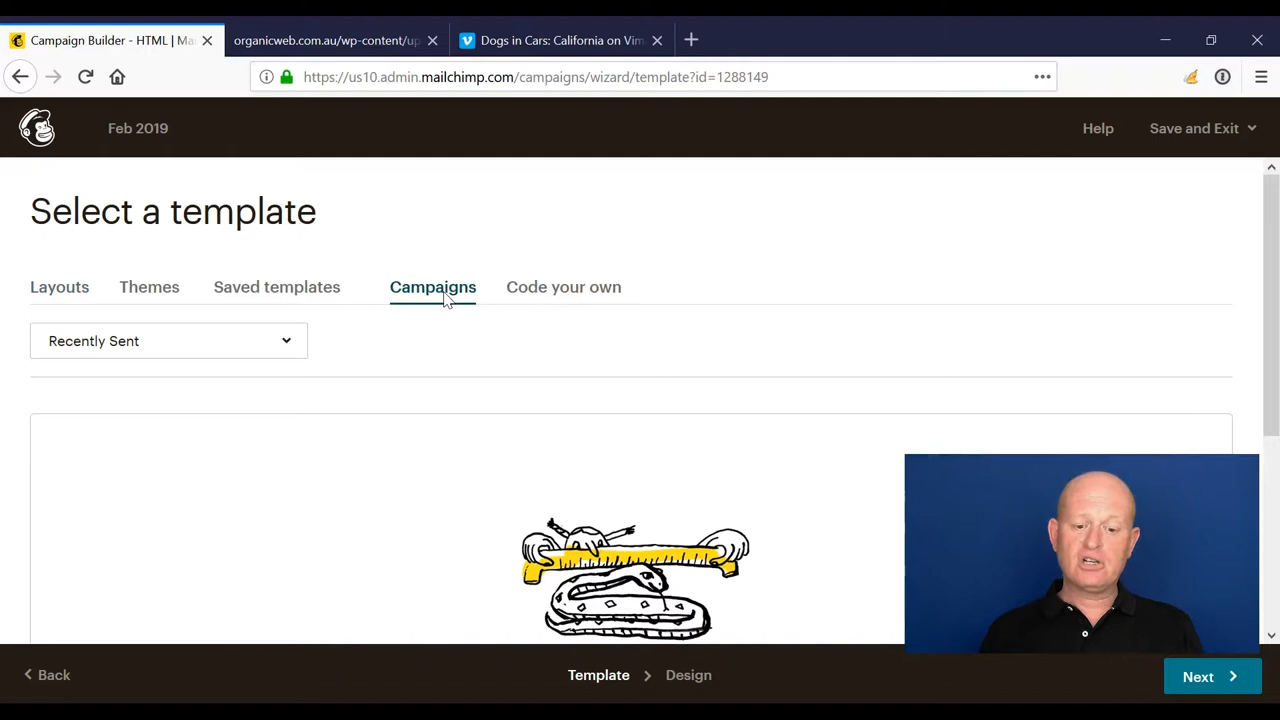 Campaign Builder - HTML | Ma
organicweb.com.au/wp-content/up
Dogs in Cars: California on Vim
https://us10.admin.mailchimp.com/campaigns/wizard/template?id=1288149
Feb 2019
Help
Save and Exit
Select a template
Layouts
Themes
Saved templates
Campaigns
Code your own
Recently Sent
Back
Template
Design
Next